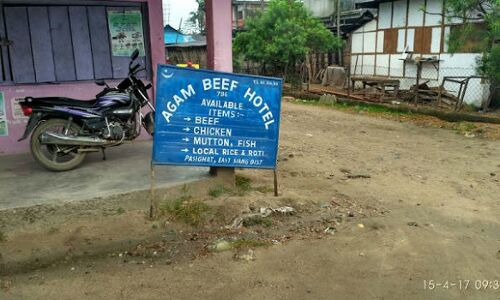 AGAM BEEF HOTEL
786
AVAILABLE
ITEMS:-
→ BEEF
→ CHICKEN
→ MUTTON, FISH
→ LOCAL RICE & ROTI
PASIGHAT, EAST SIANG DIST
15-4-17 09:3